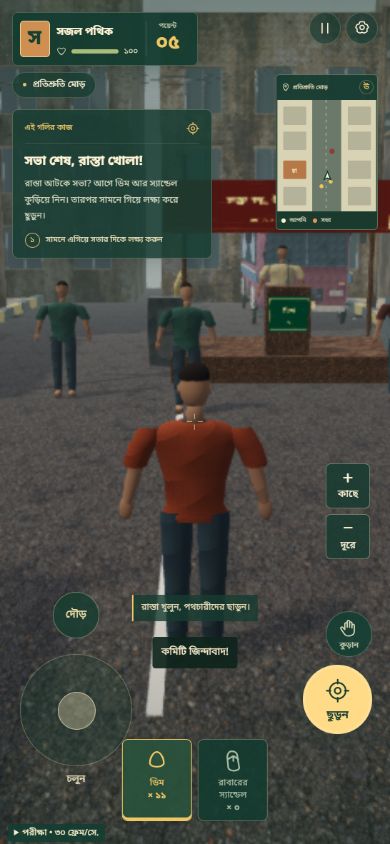 স
সজল পথিক
১০০
পয়েন্ট
০৫
প্রতিশ্রুতি মোড়
এই গলির কাজ
সভা শেষ, রাস্তা খোলা!
রাস্তা আটকে সভা? আগে ডিম আর স্যান্ডেল
কুড়িয়ে নিন। তারপর সামনে গিয়ে লক্ষ্য করে
ছুড়ুন।
১ সামনে এগিয়ে সভার দিকে লক্ষ্য করুন
প্রতিশ্রুতি মোড়
উ
চা
আপনি
সভা
+
কাছে
−
দূরে
দৌড়
রাস্তা খুলুন, পথচারীদের ছাড়ুন।
কুড়ান
কমিটি জিন্দাবাদ!
ছুড়ুন
চলুন
ডিম
× ১১
রাবারের
স্যান্ডেল
× ০
▶ পরীক্ষা • ৩০ ফ্রেম/সে.